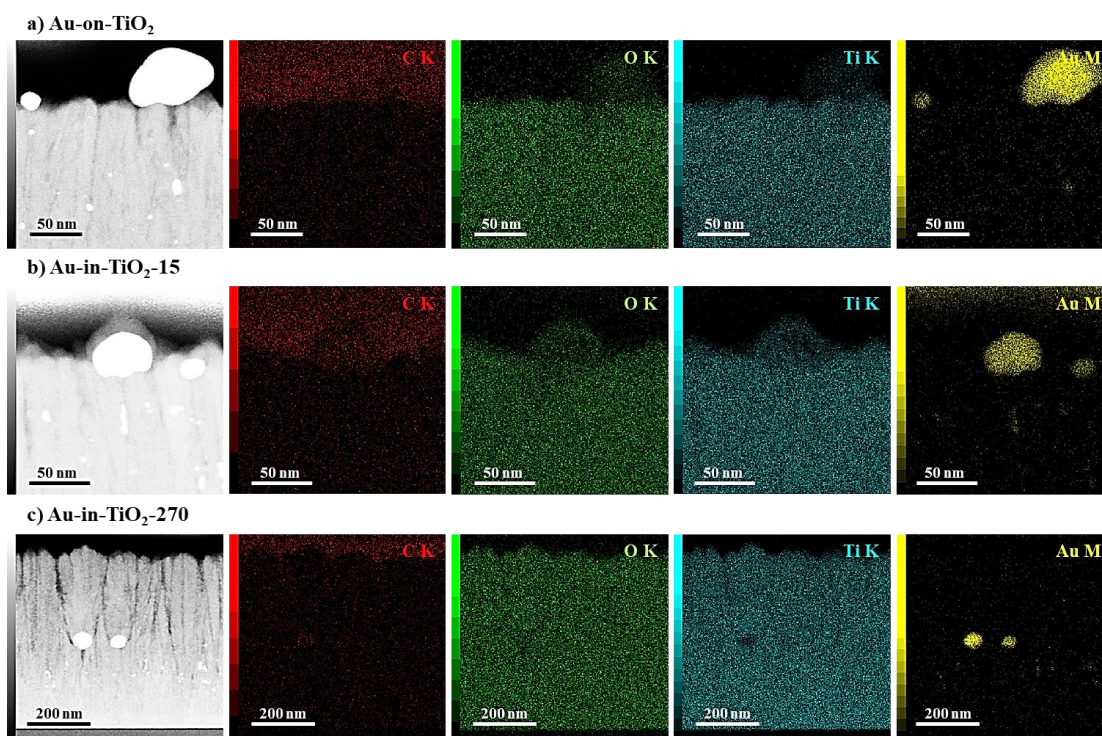 a) Au-on-TiO₂
C K
O K
Ti K
Au M
50 nm
50 nm
50 nm
50 nm
50 nm
b) Au-in-TiO₂-15
C K
O K
Ti K
Au M
50 nm
50 nm
50 nm
50 nm
50 nm
c) Au-in-TiO₂-270
C K
O K
Ti K
Au M
200 nm
200 nm
200 nm
200 nm
200 nm